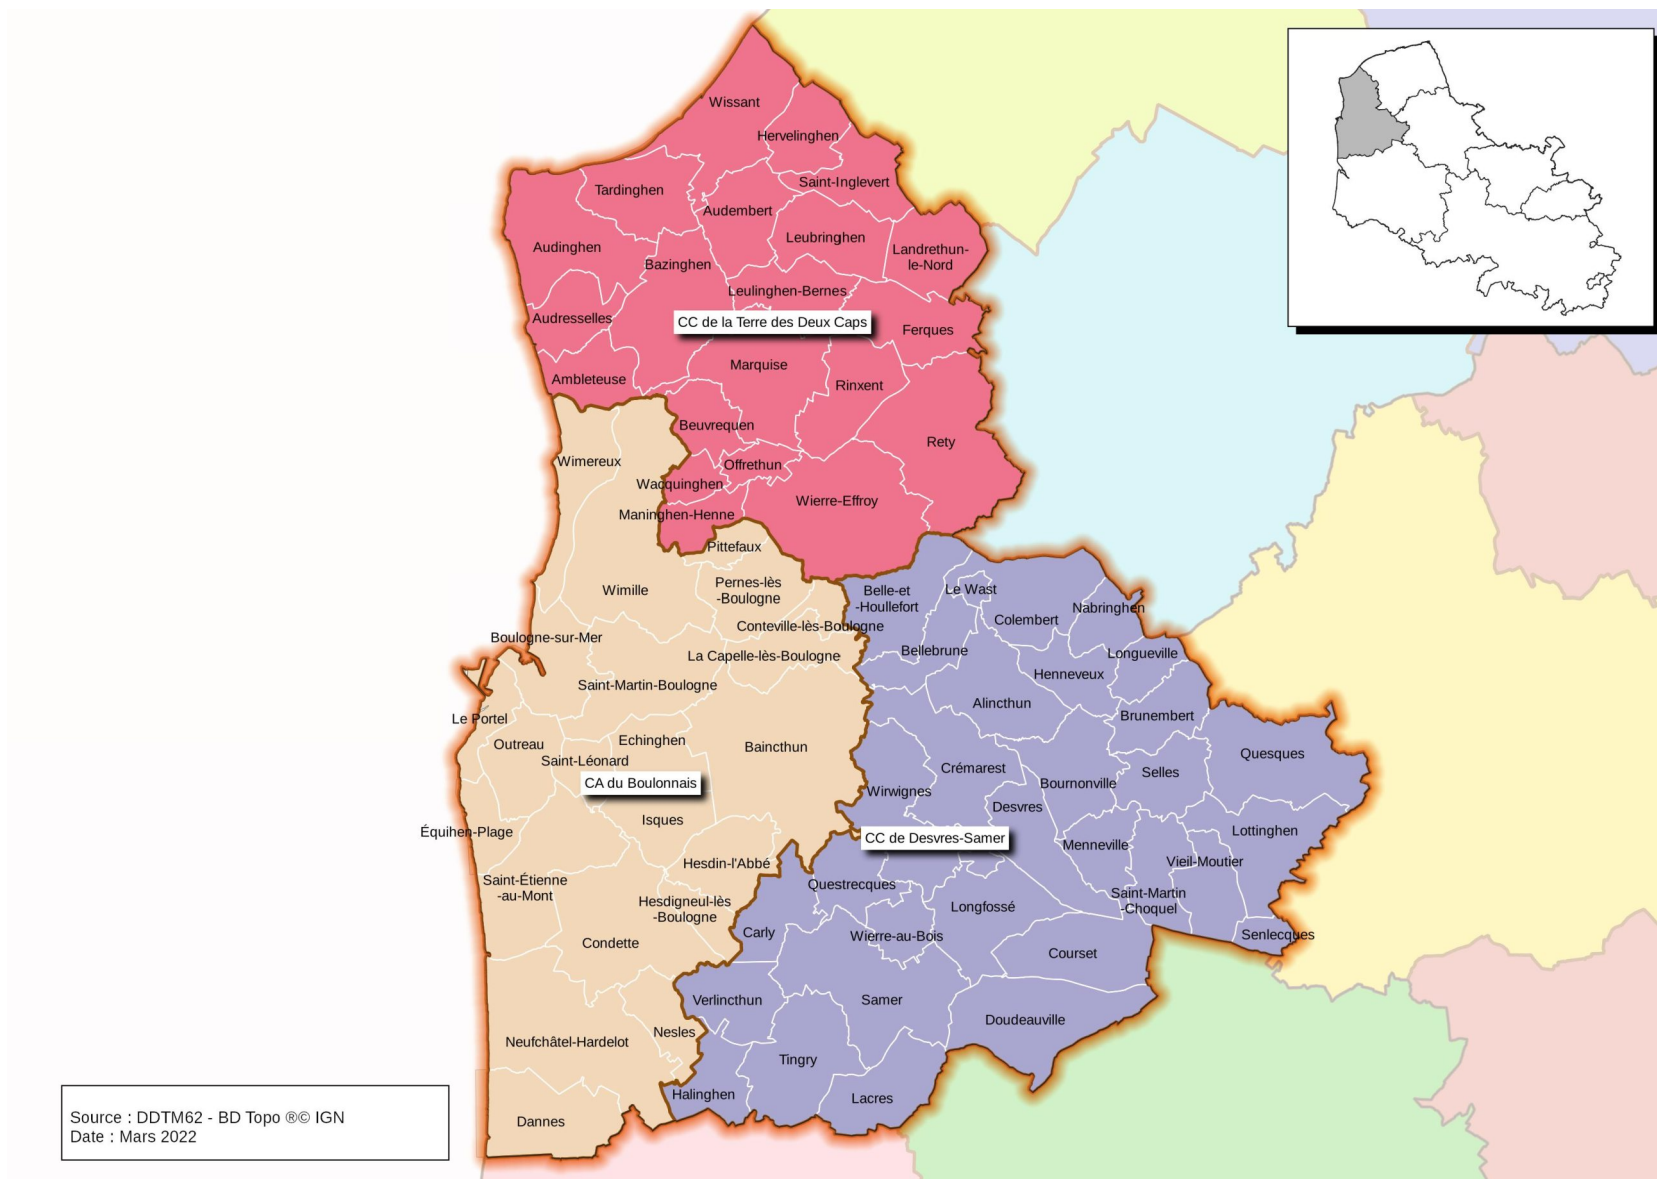 Wissant
Hervelinghen
Saint-Inglevert
Tardinghen
Audembert
Leubringhen
Audinghen
Landrethun-
le-Nord
Bazinghen
Leulinghen-Bernes
Audresselles
CC de la Terre des Deux Caps
Ferques
Marquise
Ambleteuse
Rinxent
Beuvrequen
Rety
Wimereux
Offrethun
Wacquinghen
Wierre-Effroy
Maninghen-Henne
Pittefaux
Wimille
Pernes-lès
-Boulogne
Belle-et
-Houllefort
Le Wast
Nabringhen
Colembert
Conteville-lès-Boulogne
Boulogne-sur-Mer
Bellebrune
Longueville
La Capelle-lès-Boulogne
Henneveux
Saint-Martin-Boulogne
Alincthun
Le Portel
Brunembert
Outreau
Echinghen
Baincthun
Quesques
Saint-Léonard
Crémarest
Selles
CA du Boulonnais
Bournonville
Wirwignes
Desvres
Isques
Équihen-Plage
CC de Desvres-Samer
Lottinghen
Menneville
Hesdin-l'Abbé
Vieil-Moutier
Saint-Étienne
-au-Mont
Questrecques
Saint-Martin
-Choquel
Hesdigneul-lès
-Boulogne
Longfossé
Carly
Wierre-au-Bois
Senlecques
Condette
Courset
Verlincthun
Samer
Doudeauville
Nesles
Neufchâtel-Hardelot
Tingry
Halinghen
Lacres
Dannes
Source : DDTM62 - BD Topo ®© IGN
Date : Mars 2022